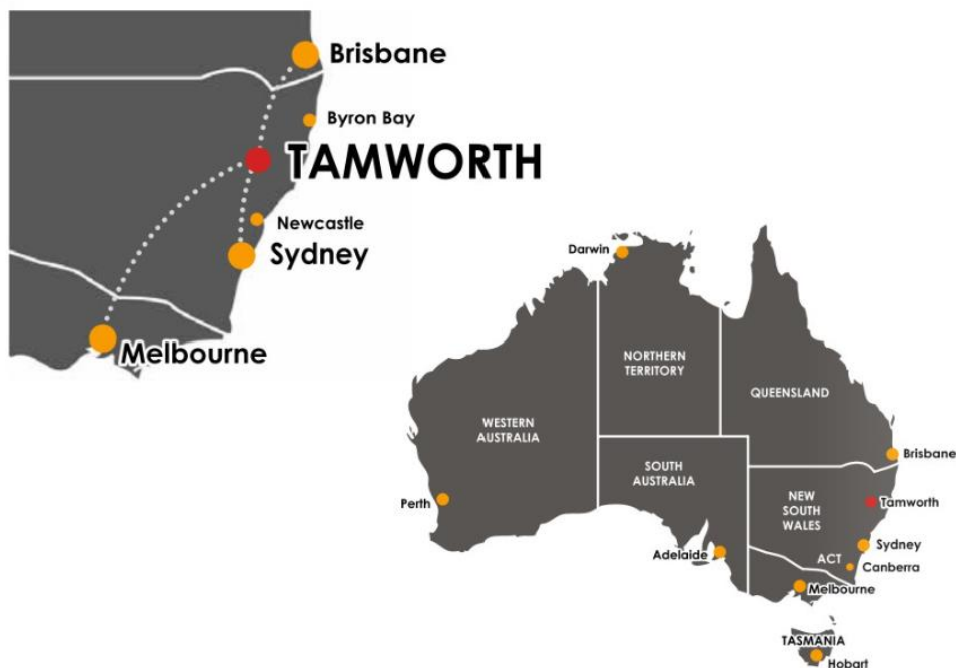 Brisbane
Byron Bay
TAMWORTH
Newcastle
Sydney
Melbourne
Darwin
NORTHERN
TERRITORY
QUEENSLAND
WESTERN
AUSTRALIA
Brisbane
SOUTH
AUSTRALIA
NEW
SOUTH
WALES
Tamworth
Perth
Sydney
Adelaide
ACT
Canberra
Melbourne
TASMANIA
Hobart